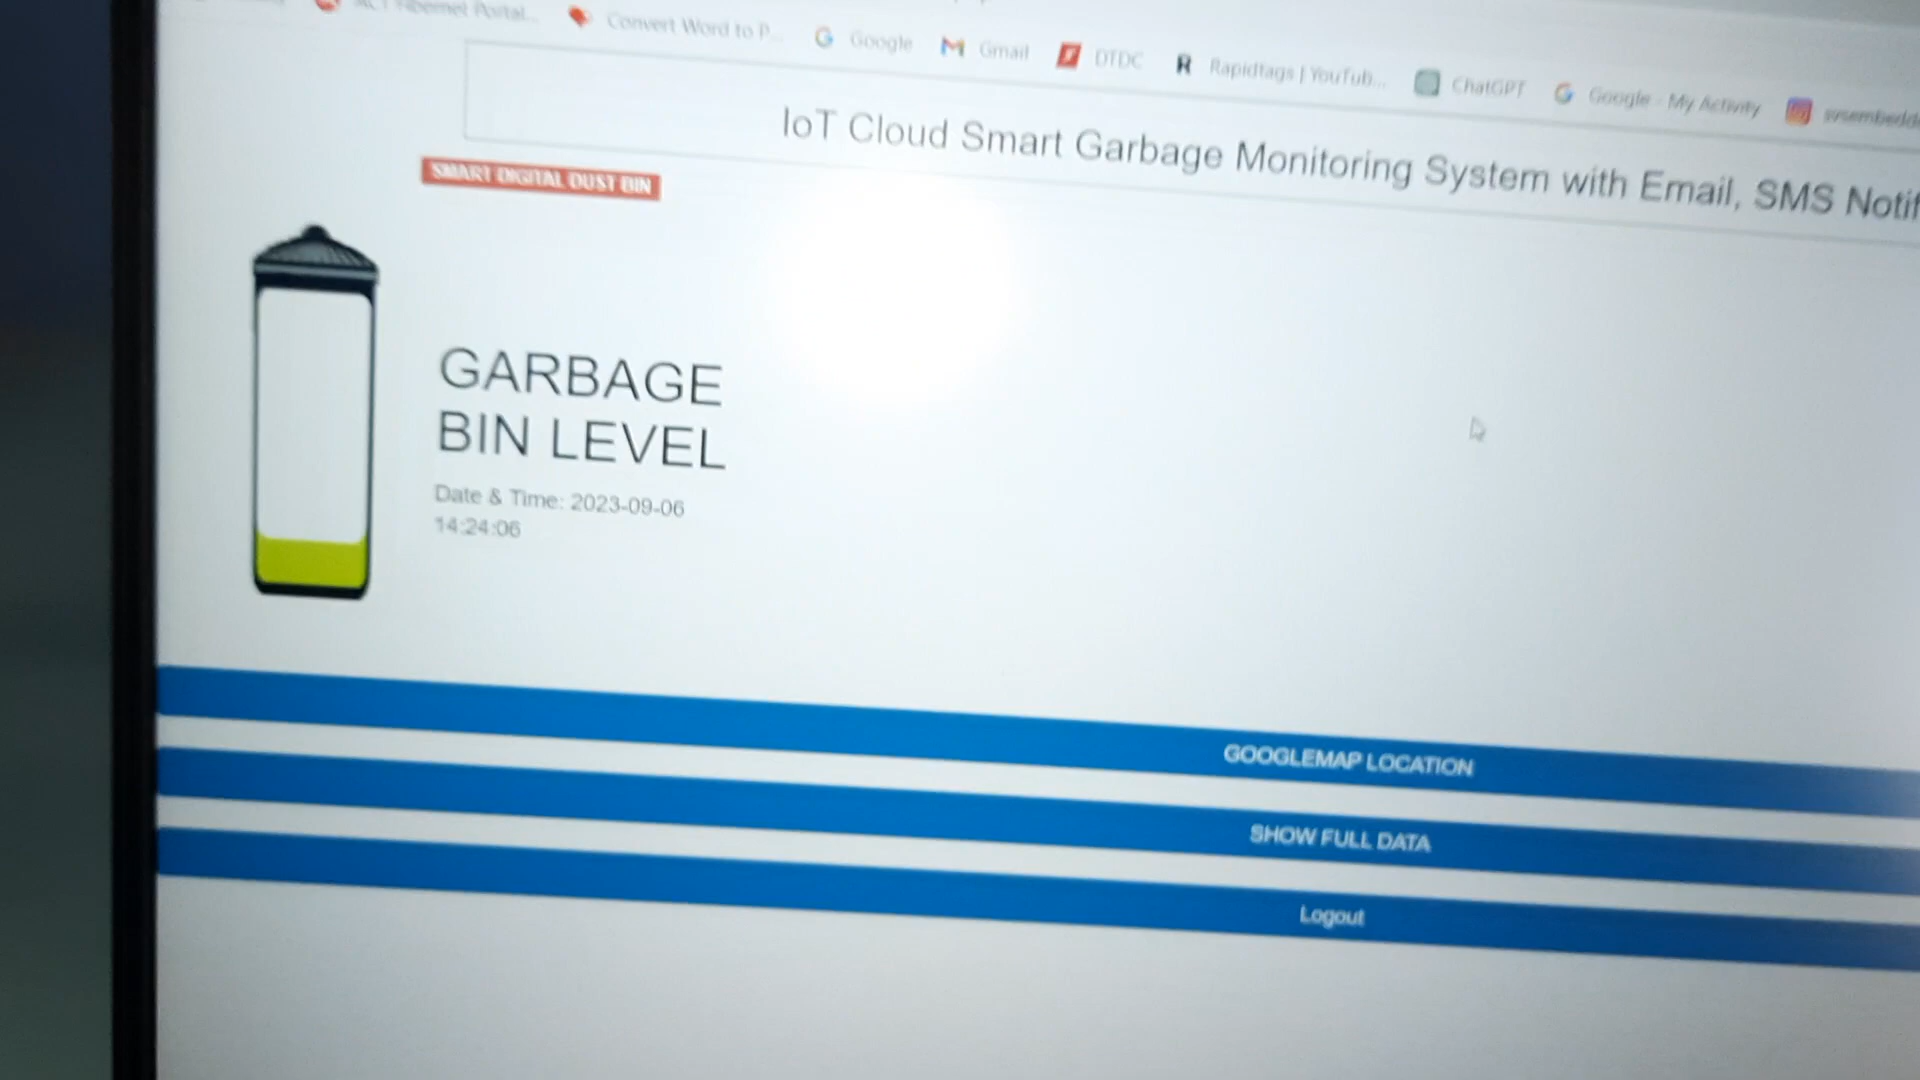 Convert Word to P...
Google
Gmail
DTDC
Rapidtags | YouTub...
ChatGPT
Google - My Activity
IoT Cloud Smart Garbage Monitoring System with Email, SMS Notif
SMART DIGITAL DUST BIN
GARBAGE
BIN LEVEL
Date & Time: 2023-09-06
14:24:06
GOOGLEMAP LOCATION
SHOW FULL DATA
Logout